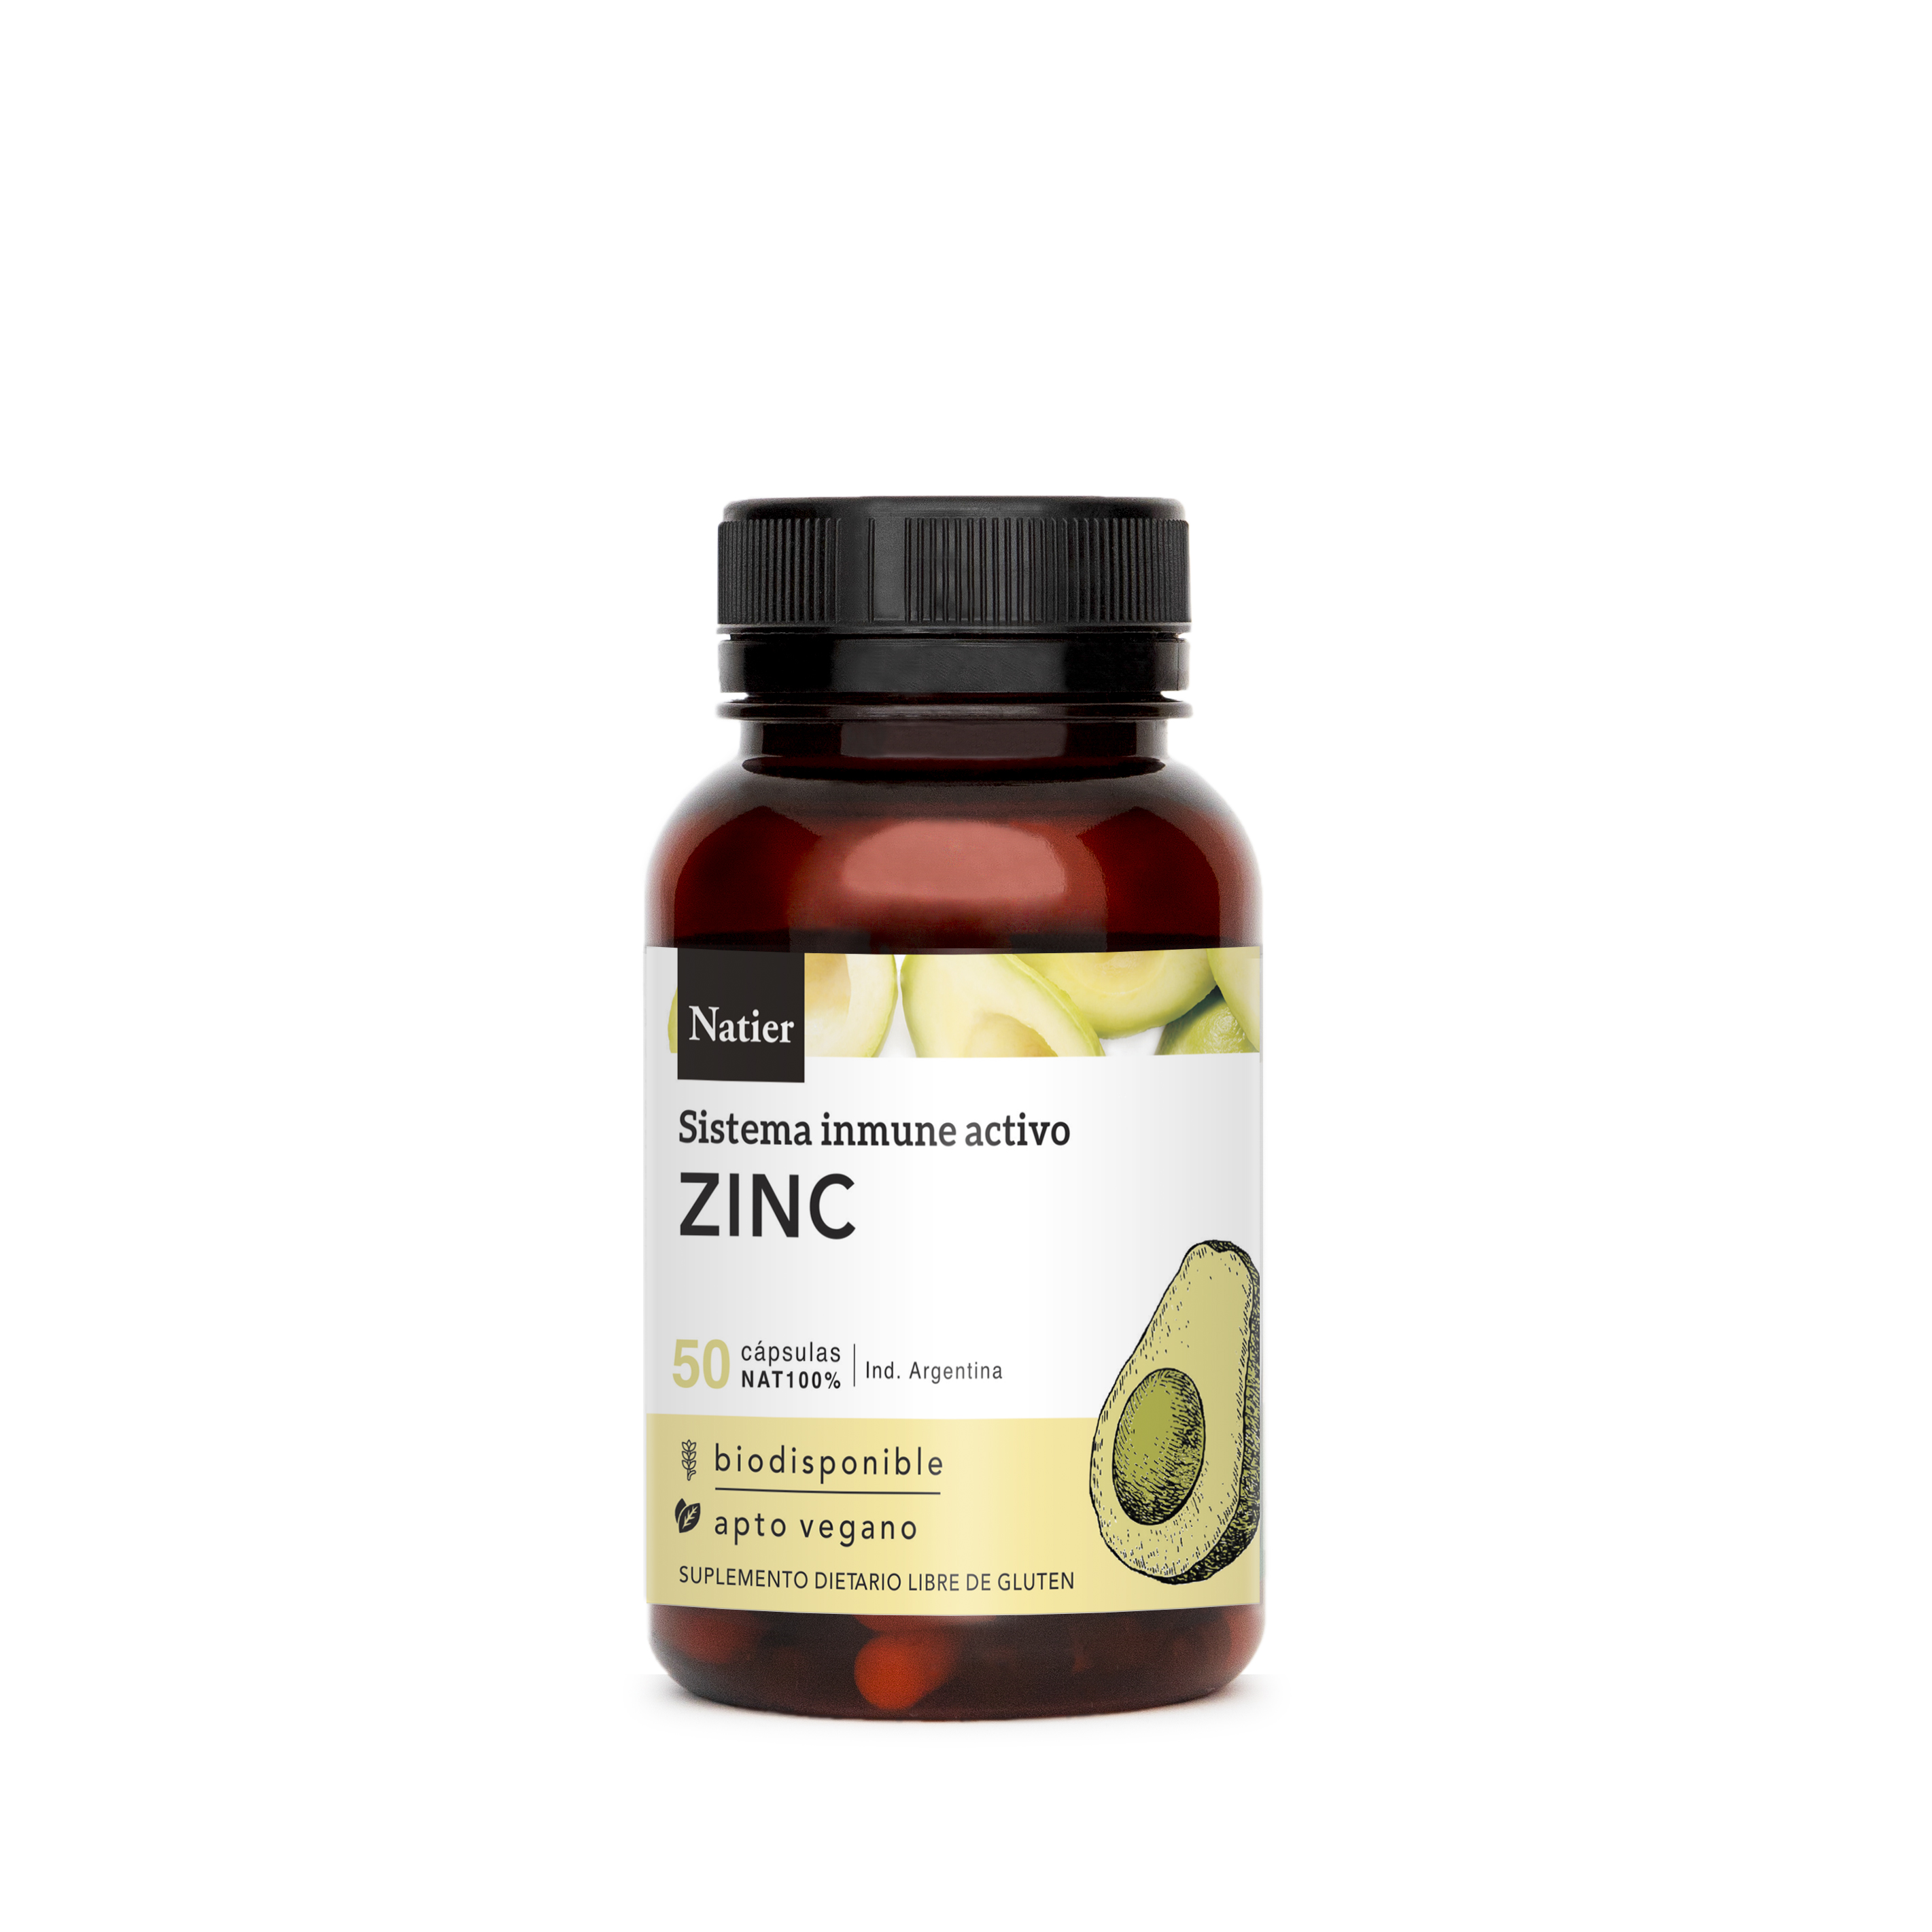 Natier
Sistema inmune activo
ZINC
50 cápsulas
NAT100%
Ind. Argentina
biodisponible
apto vegano
SUPLEMENTO DIETARIO LIBRE DE GLUTEN